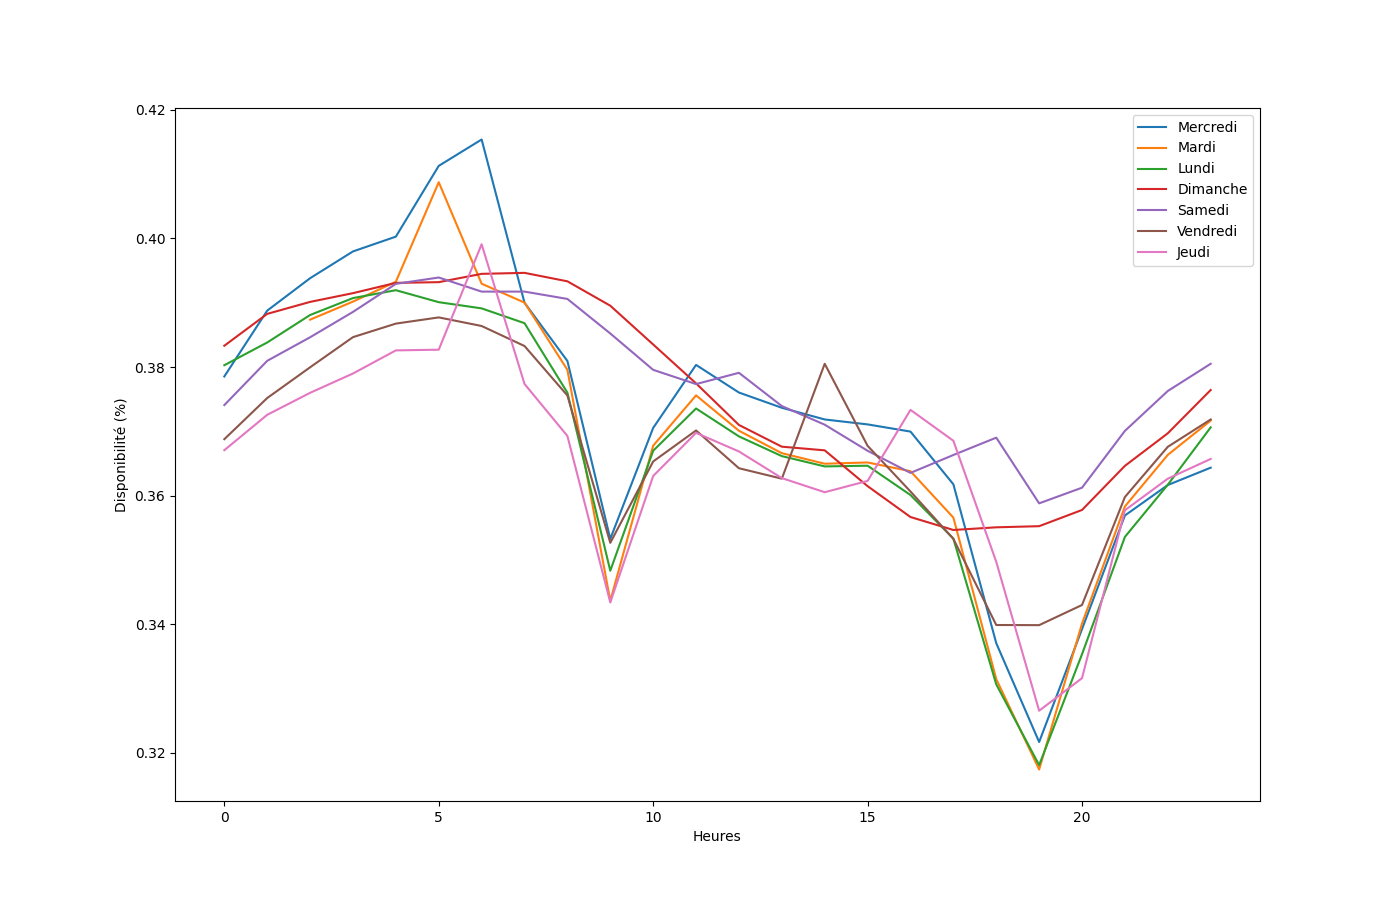 0.42
0.40
0.38
0.36
0.34
0.32
Disponibilité (%)
0
5
10
15
20
Heures
Mercredi
Mardi
Lundi
Dimanche
Samedi
Vendredi
Jeudi